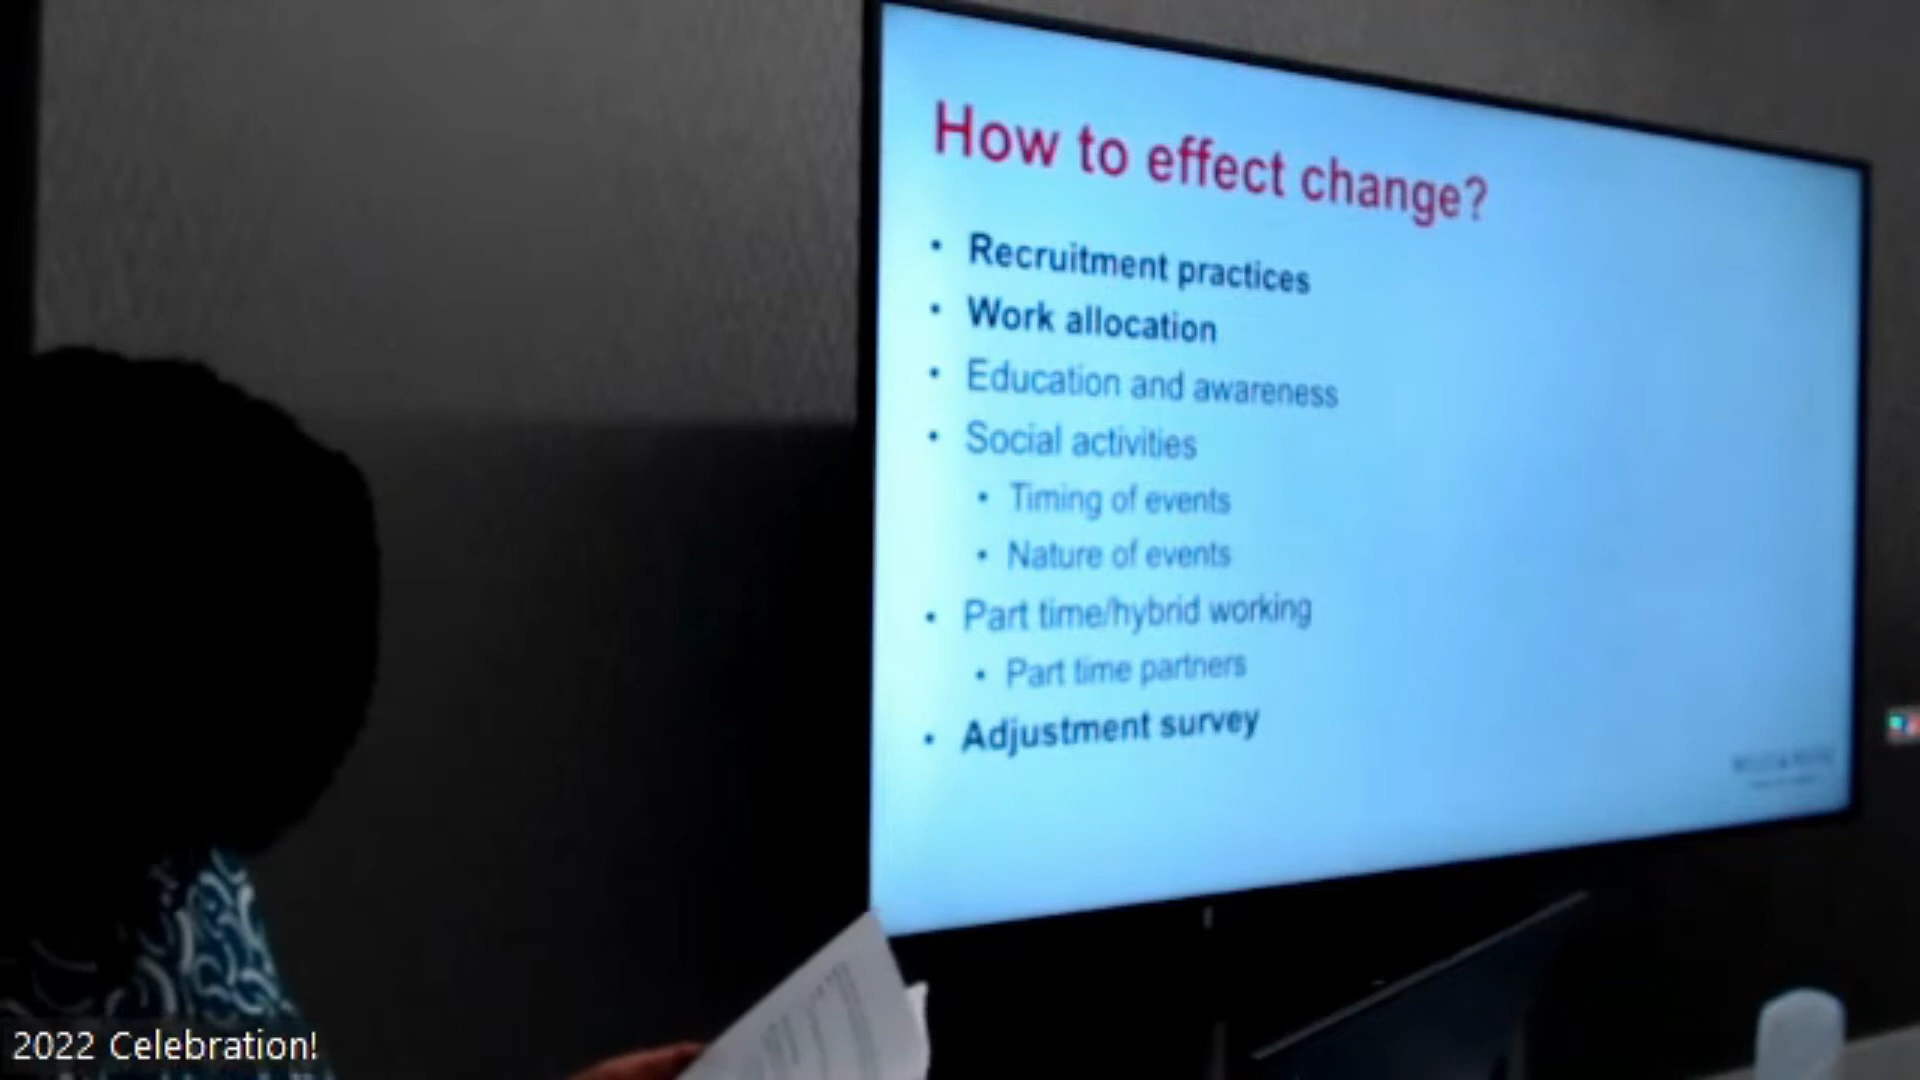 How to effect change?
• Recruitment practices
• Work allocation
• Education and awareness
• Social activities
• Timing of events
• Nature of events
• Part time/hybrid working
• Part time partners
• Adjustment survey
2022 Celebration!